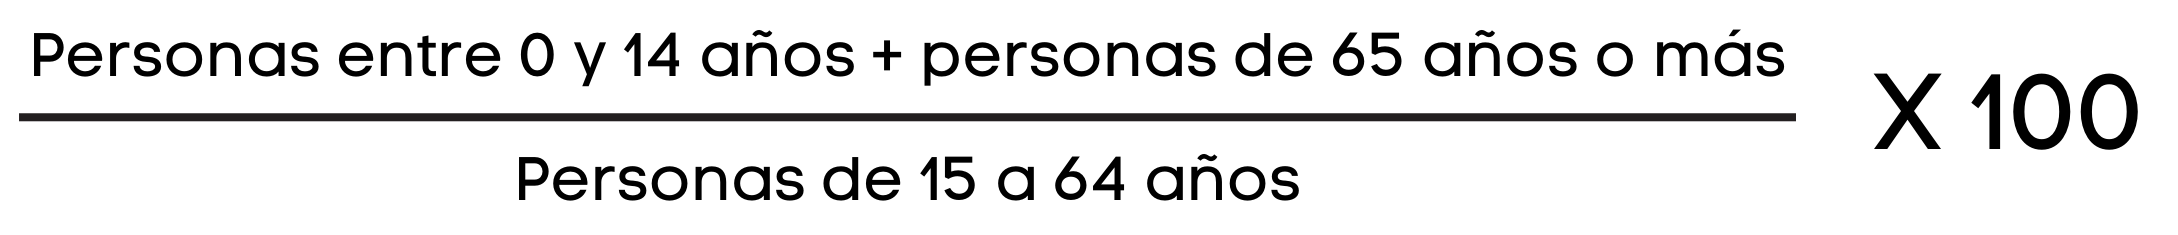 Personas entre 0 y 14 años + personas de 65 años o más
X 100
Personas de 15 a 64 años